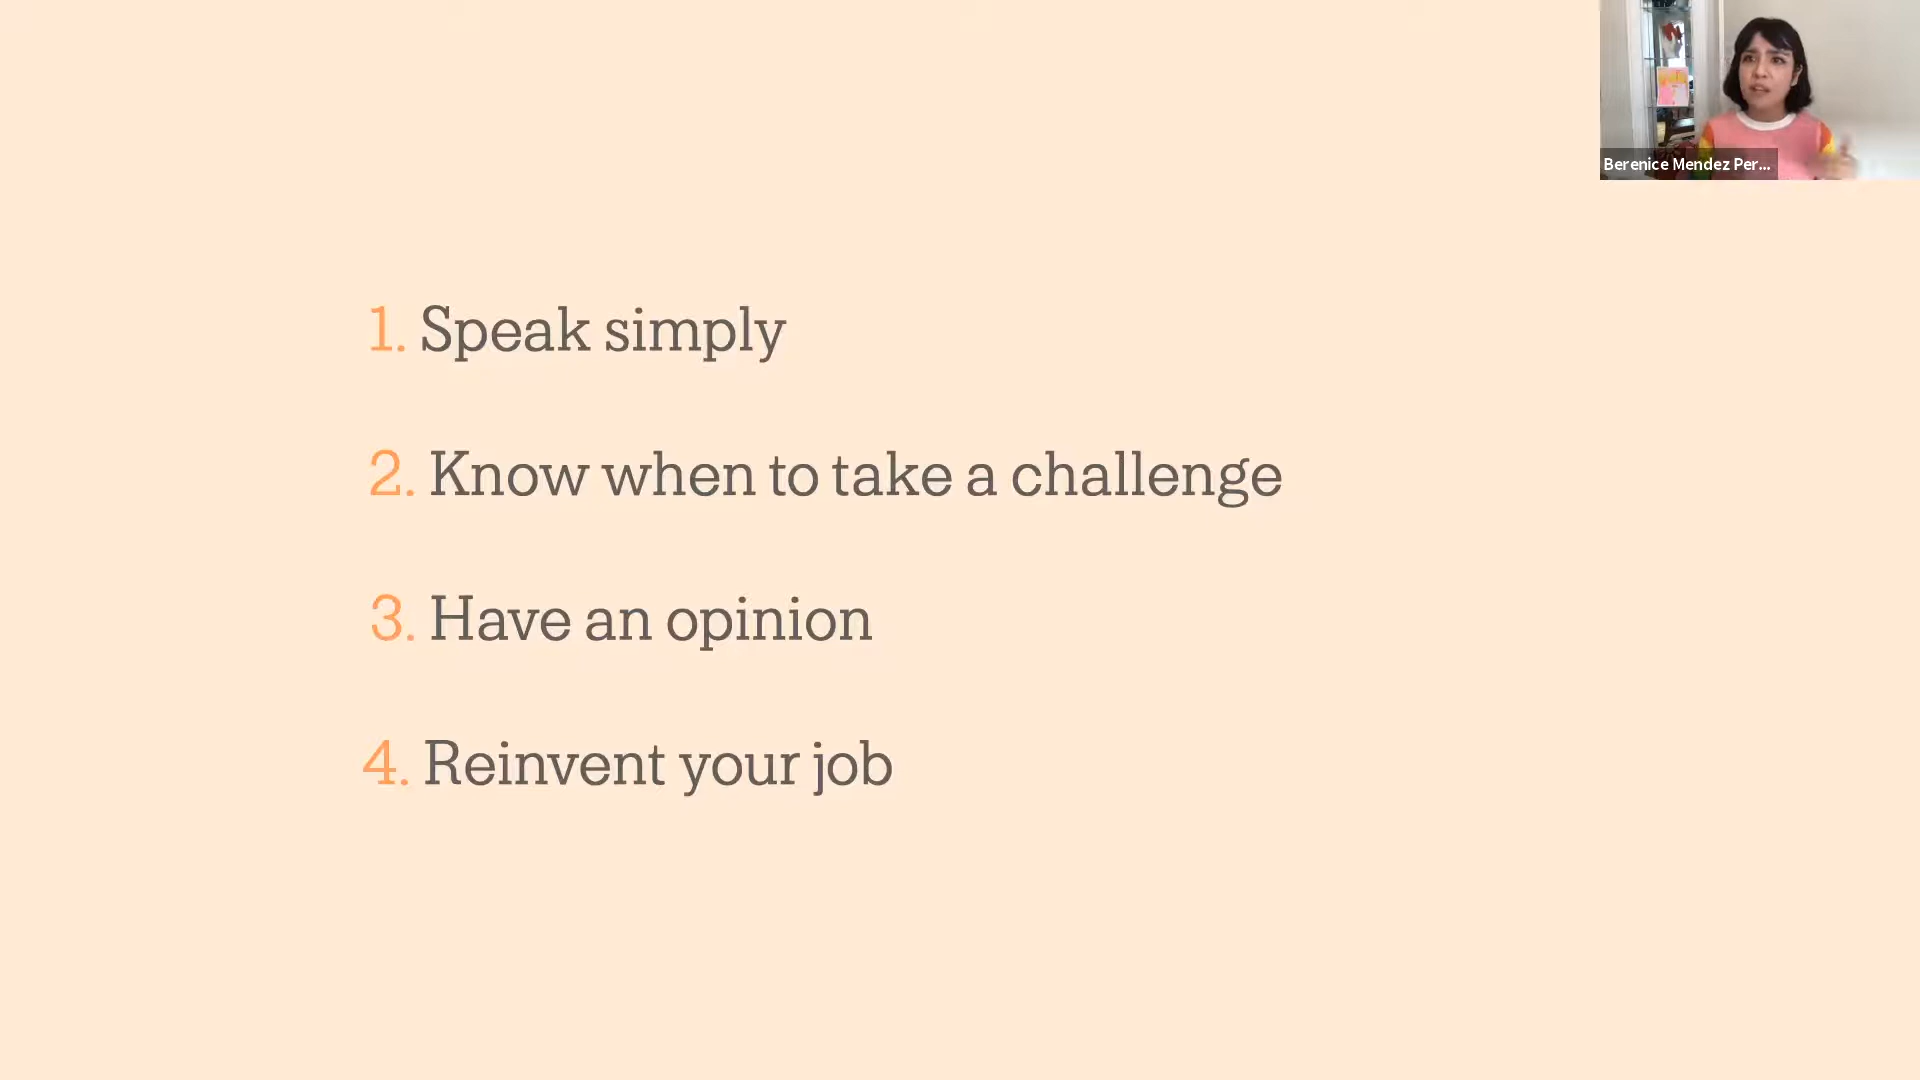 Berenice Mendez Per...
1. Speak simply
2. Know when to take a challenge
3. Have an opinion
4. Reinvent your job